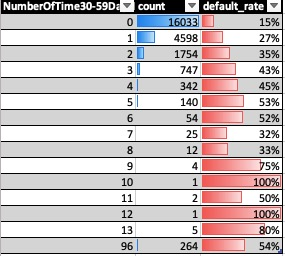 NumberOfTime30-59Da count default_rate
0 16033 15%
1 4598 27%
2 1754 35%
3 747 43%
4 342 45%
5 140 53%
6 54 52%
7 25 32%
8 12 33%
9 4 75%
10 1 100%
11 2 50%
12 1 100%
13 5 80%
96 264 54%